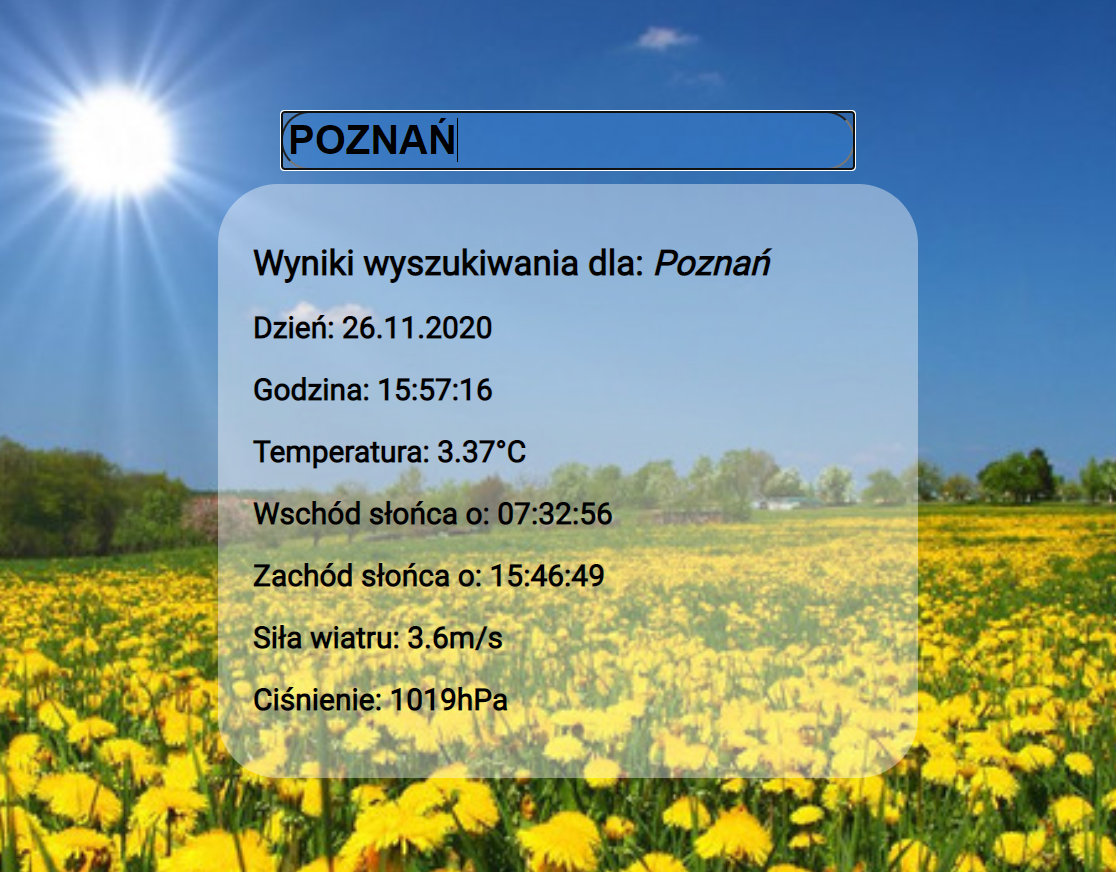 POZNAŃ
Wyniki wyszukiwania dla: Poznań
Dzień: 26.11.2020
Godzina: 15:57:16
Temperatura: 3.37°C
Wschód słońca o: 07:32:56
Zachód słońca o: 15:46:49
Siła wiatru: 3.6m/s
Ciśnienie: 1019hPa